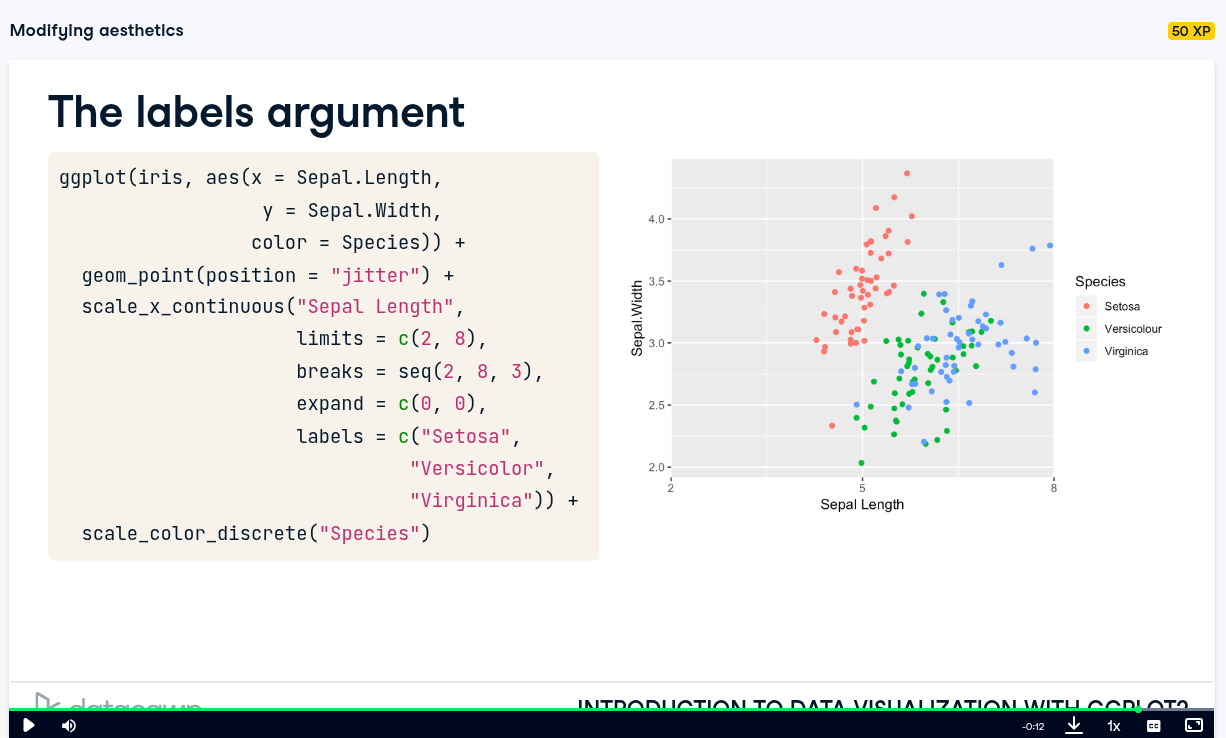 Modifying aesthetics
50 XP
The labels argument
ggplot(iris, aes(x = Sepal.Length,
y = Sepal.Width,
color = Species)) +
geom_point(position = "jitter") +
scale_x_continuous("Sepal Length",
limits = c(2, 8),
breaks = seq(2, 8, 3),
expand = c(0, 0),
labels = c("Setosa",
"Versicolor",
"Virginica")) +
scale_color_discrete("Species")
Sepal.Width
4.0
3.5
3.0
2.5
2.0
2 5 8
Sepal Length
Species
Setosa
Versicolour
Virginica
datacamp
INTRODUCTION TO DATA VISUALIZATION WITH GGPLOT2
-0:12
1x
CC